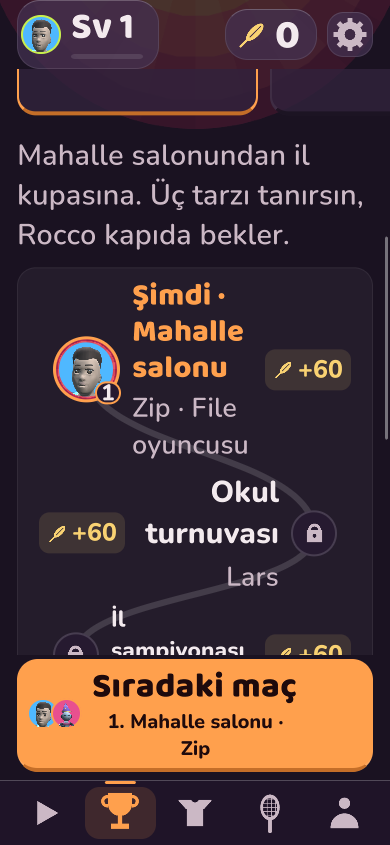 Sv 1
0
Mahalle salonundan il
kupasına. Üç tarzı tanırsın,
Rocco kapıda bekler.
Şimdi ·
Mahalle
salonu
+60
1
Zip · File
oyuncusu
Okul
+60
turnuvası
Lars
İl
şampiyonası
+60
Sıradaki maç
1. Mahalle salonu ·
Zip